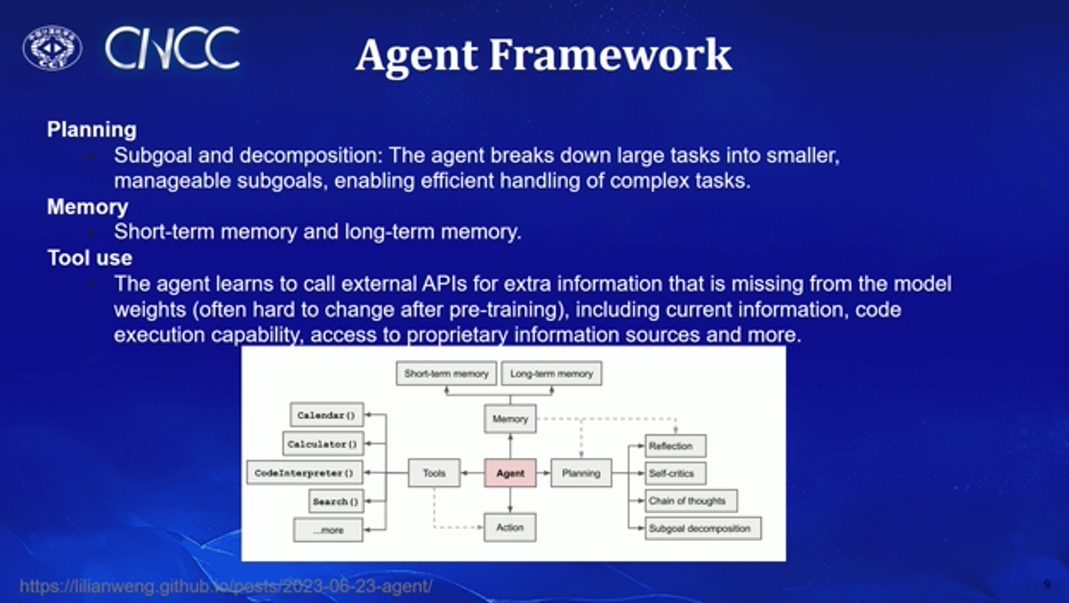 CNCC
Agent Framework
Planning
Subgoal and decomposition: The agent breaks down large tasks into smaller,
manageable subgoals, enabling efficient handling of complex tasks.
Memory
Short-term memory and long-term memory.
Tool use
The agent learns to call external APIs for extra information that is missing from the model
weights (often hard to change after pre-training), including current information, code
execution capability, access to proprietary information sources and more.
Short-term memory
Long-term memory
Memory
Calendar()
Calculator()
CodeInterpreter()
Search()
...more
Tools
Agent
Planning
Action
Reflection
Self-critics
Chain of thoughts
Subgoal decomposition
https://lilianweng.github.io/posts/2023-06-23-agent/
9